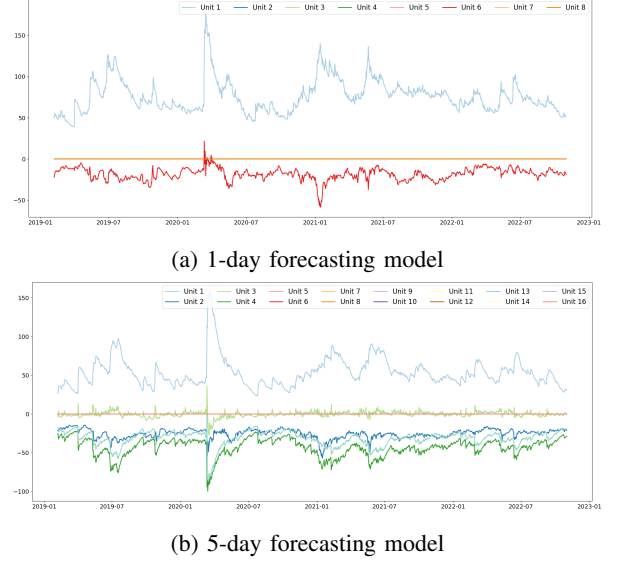 Unit 1 Unit 2 Unit 3 Unit 4 Unit 5 Unit 6 Unit 7 Unit 8
150
100
50
0
−50
2019-01 2019-07 2020-01 2020-07 2021-01 2021-07 2022-01 2022-07 2023-01
(a) 1-day forecasting model
Unit 1 Unit 3 Unit 5 Unit 7 Unit 9 Unit 11 Unit 13 Unit 15
Unit 2 Unit 4 Unit 6 Unit 8 Unit 10 Unit 12 Unit 14 Unit 16
150
100
50
0
−50
−100
2019-01 2019-07 2020-01 2020-07 2021-01 2021-07 2022-01 2022-07 2023-01
(b) 5-day forecasting model